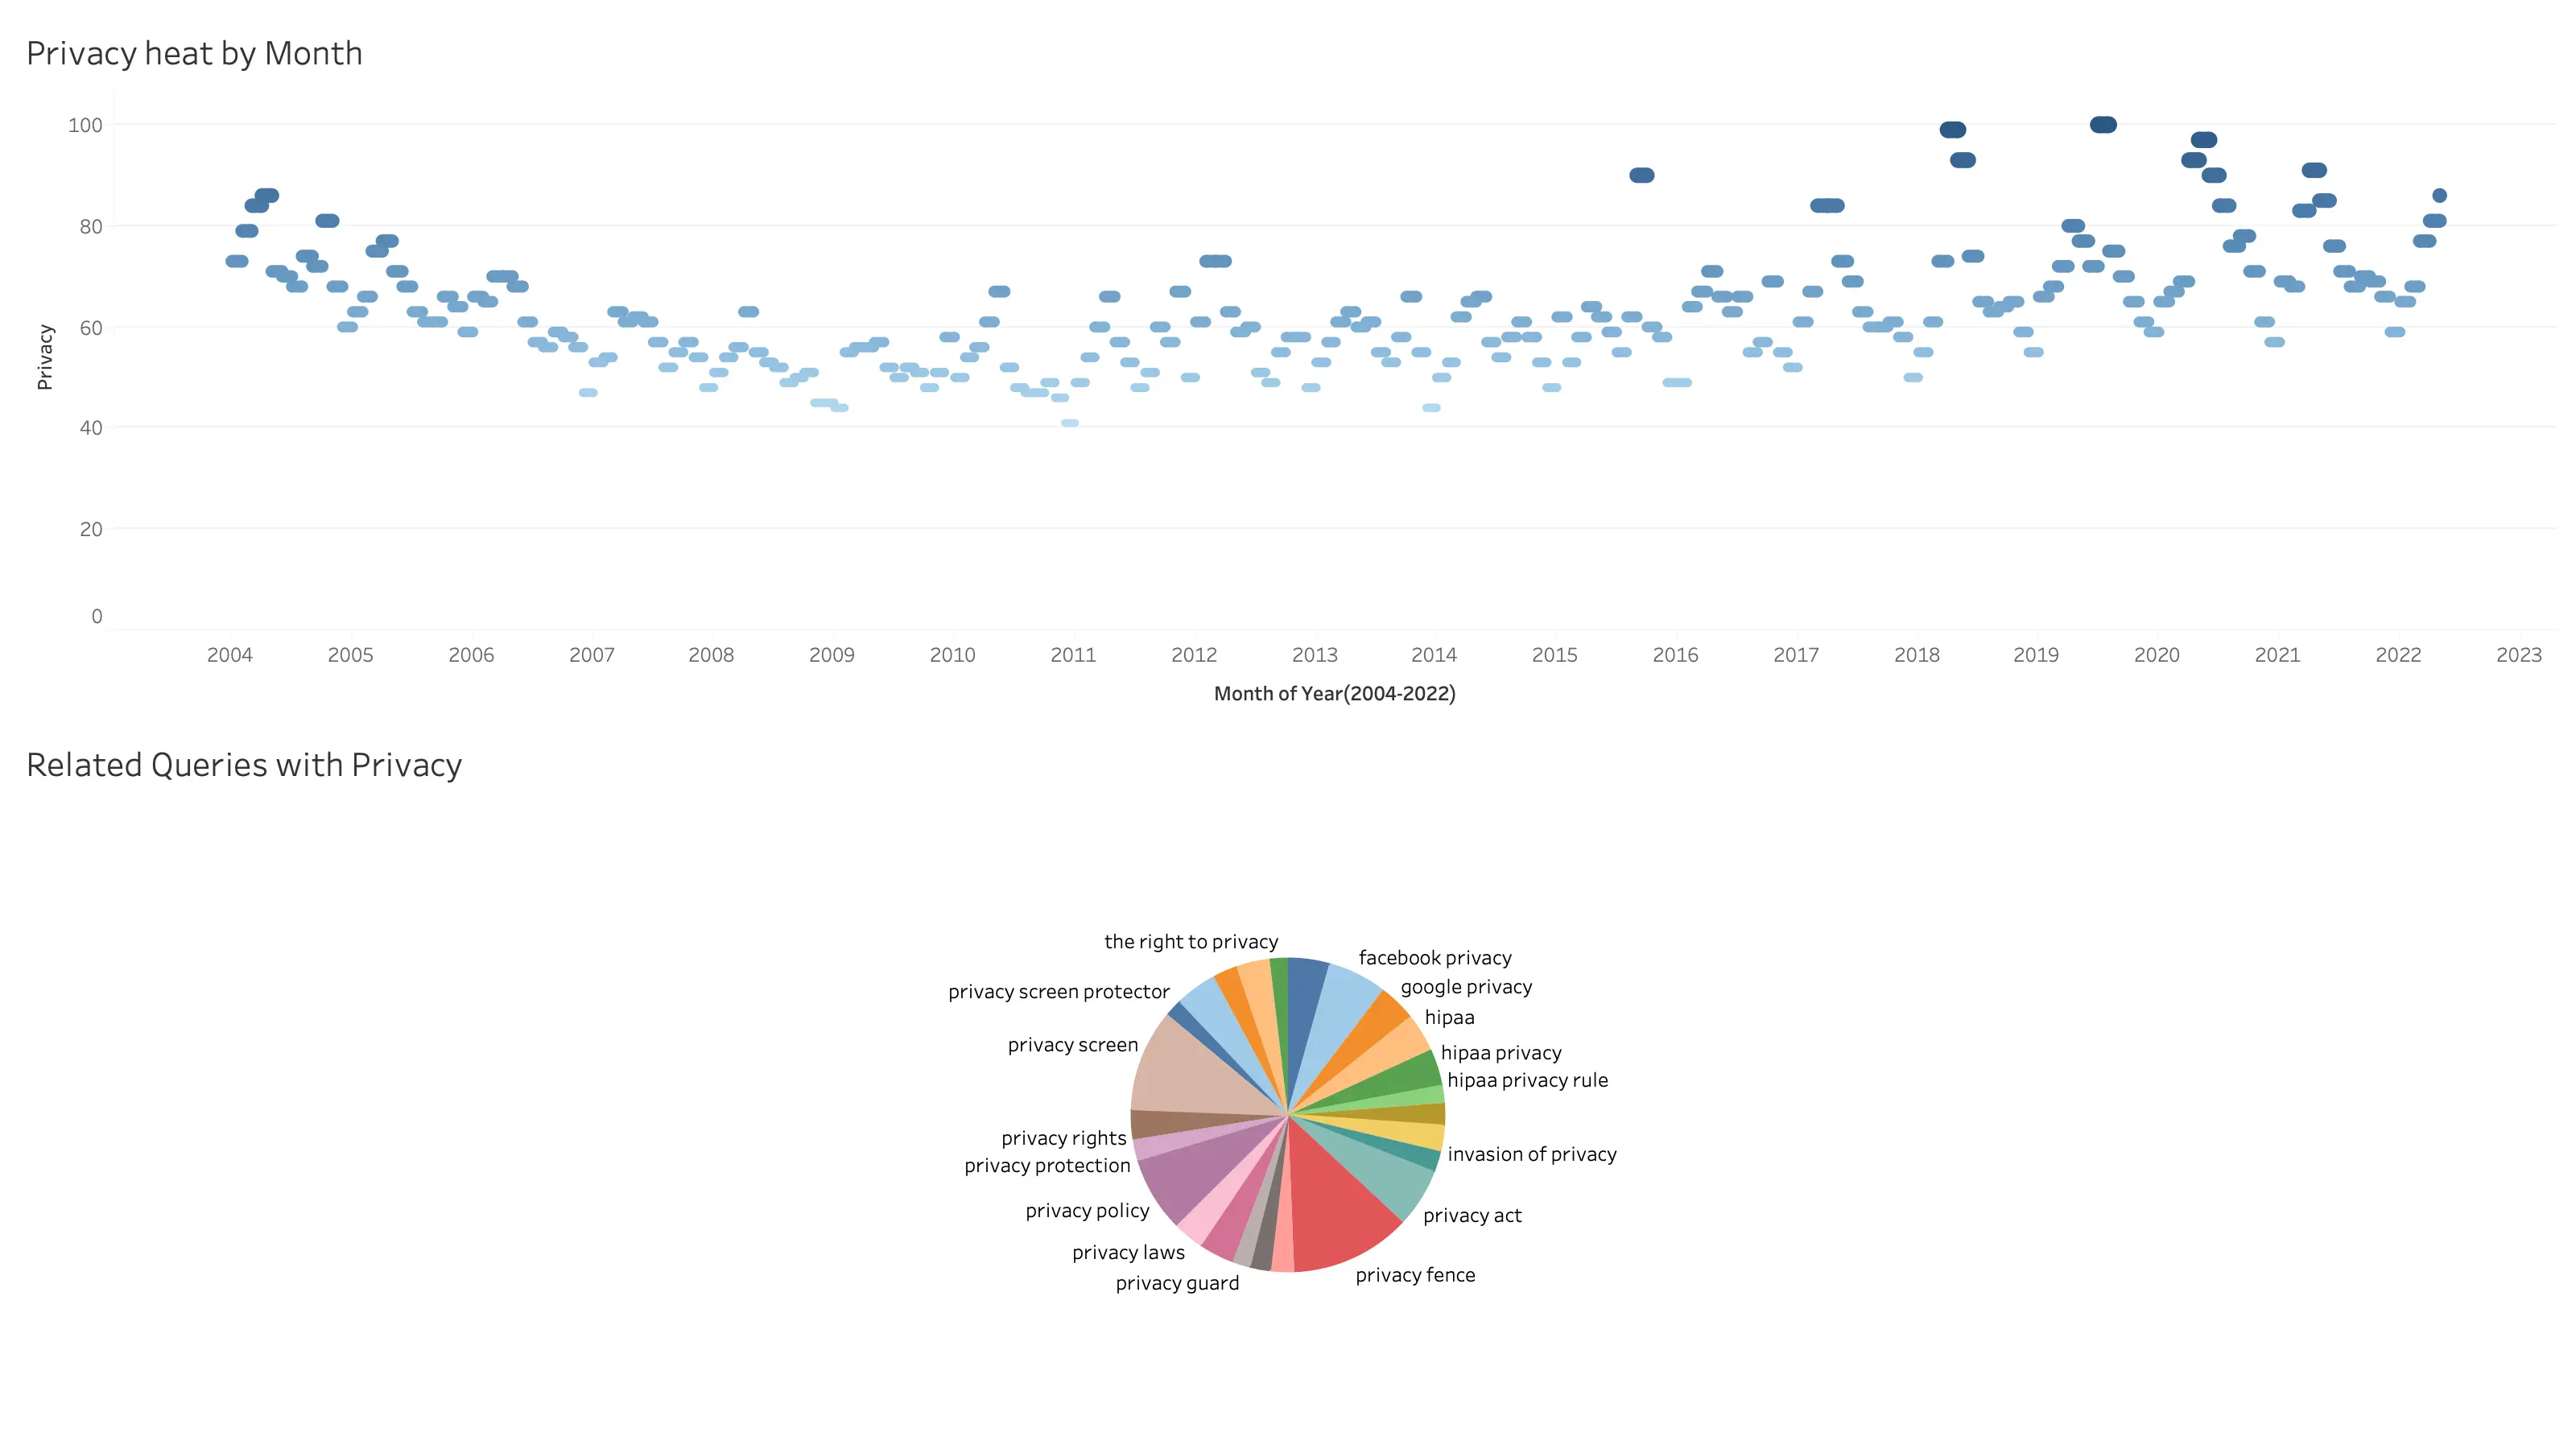 Privacy heat by Month
100
80
60
40
20
0
Privacy
2004 2005 2006 2007 2008 2009 2010 2011 2012 2013 2014 2015 2016 2017 2018 2019 2020 2021 2022 2023
Month of Year(2004-2022)
Related Queries with Privacy
the right to privacy
facebook privacy
google privacy
privacy screen protector
hipaa
privacy screen
hipaa privacy
hipaa privacy rule
privacy rights
invasion of privacy
privacy protection
privacy policy
privacy act
privacy laws
privacy fence
privacy guard